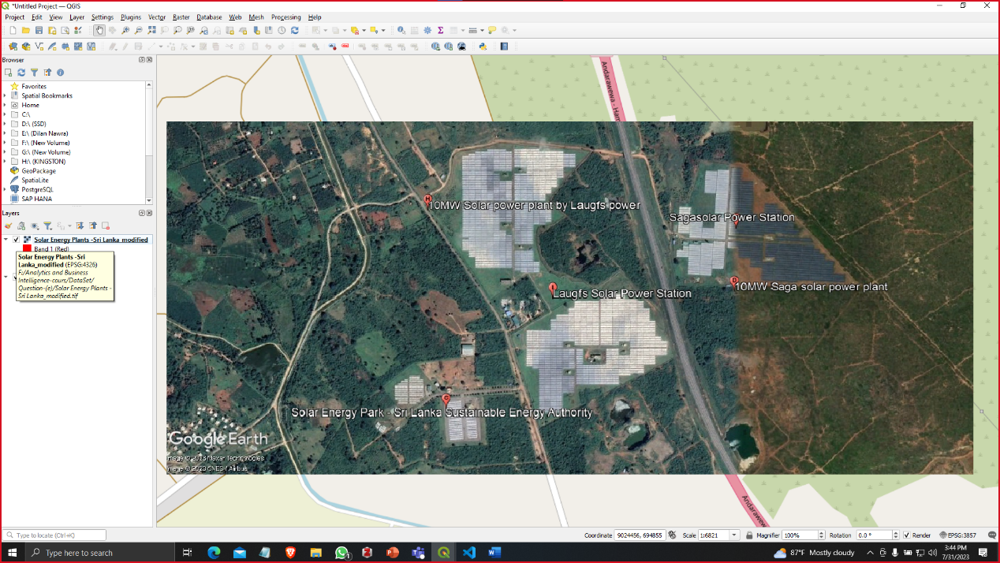 *Untitled Project — QGIS
Project Edit View Layer Settings Plugins Vector Raster Database Web Mesh Processing Help
Browser
Favorites
Spatial Bookmarks
Home
C:\
D:\ (SSD)
E:\ (Dilan Nawra)
F:\ (New Volume)
G:\ (New Volume)
H:\ (KINGSTON)
GeoPackage
SpatiaLite
PostgreSQL
SAP HANA
Layers
Solar Energy Plants -Sri Lanka_modified
Band 1 (Red)
Solar Energy Plants -Sri
Lanka_modified (EPSG:4326)
F:/Analytics and Business
Intelligence-cours/DataSet/
Question-(e)/Solar Energy Plants -
Sri Lanka_modified.tif
Andarawewa - Ham
H
10MW Solar power plant by Laugfs power
Sagasolar Power Station
D
10MW Saga solar power plant
I
Laugfs Solar Power Station
C
Solar Energy Park - Sri Lanka Sustainable Energy Authority
Google Earth
Image © 2023 Maxar Technologies
Image © 2023 CNES / Airbus
Andarawewa
Type to locate (Ctrl+K)
Coordinate 9024456, 694855 Scale 1:6821 Magnifier 100% Rotation 0.0 ° Render EPSG:3857
Type here to search
1
87°F Mostly cloudy
3:44 PM
7/31/2023